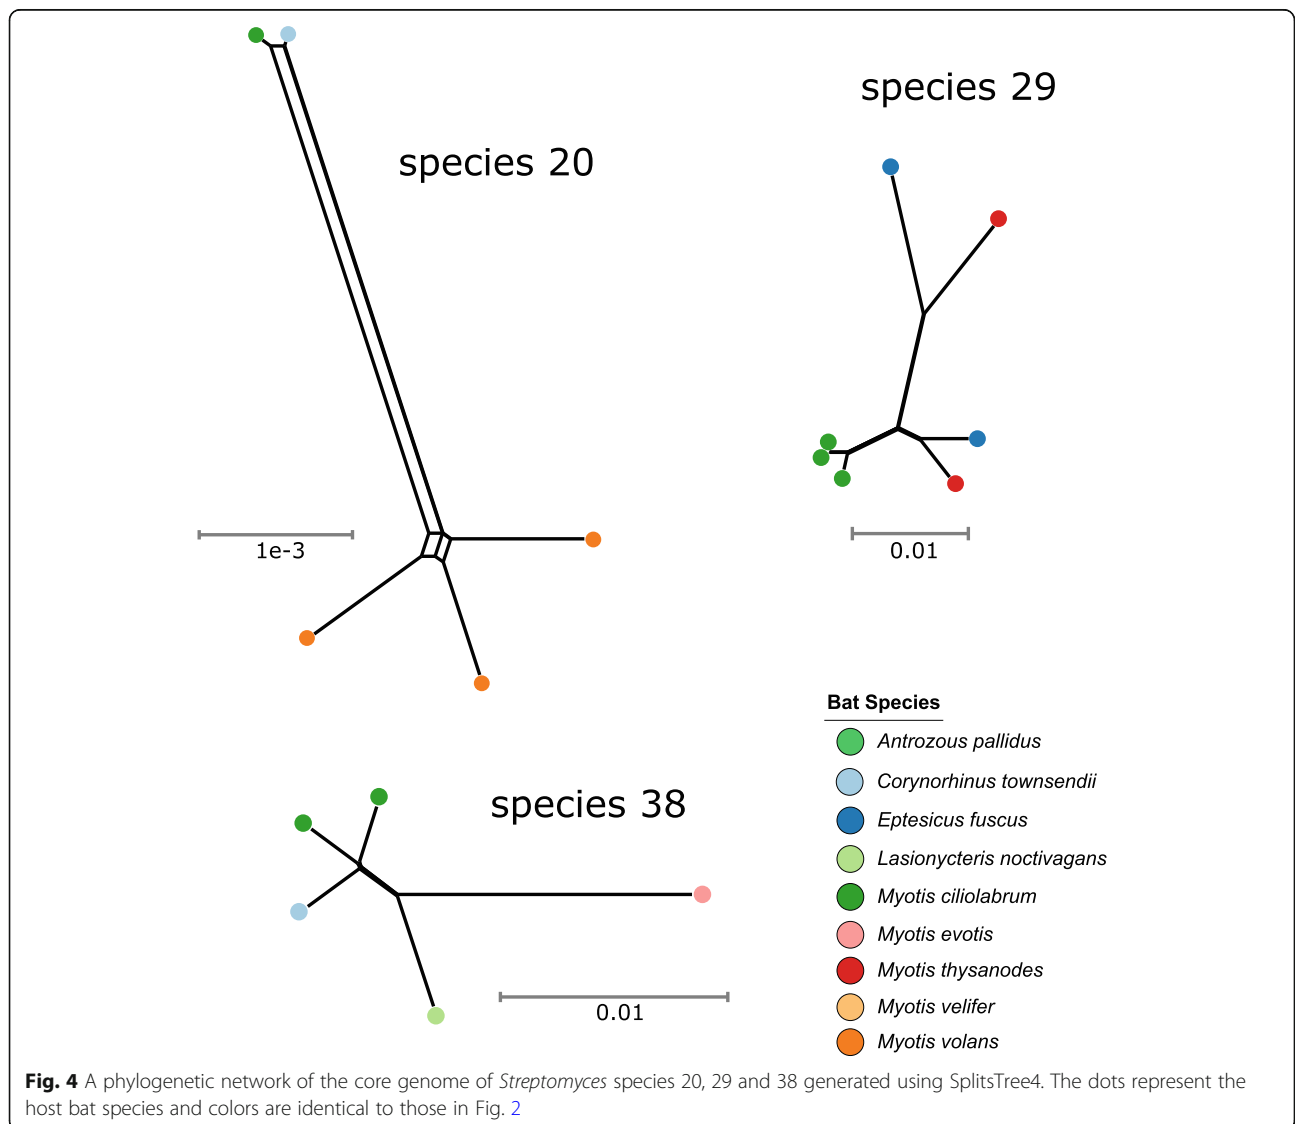 species 20
species 29
1e-3
0.01
species 38
0.01
Bat Species
Antrozous pallidus
Corynorhinus townsendii
Eptesicus fuscus
Lasionycteris noctivagans
Myotis ciliolabrum
Myotis evotis
Myotis thysanodes
Myotis velifer
Myotis volans
Fig. 4 A phylogenetic network of the core genome of Streptomyces species 20, 29 and 38 generated using SplitsTree4. The dots represent the
host bat species and colors are identical to those in Fig. 2